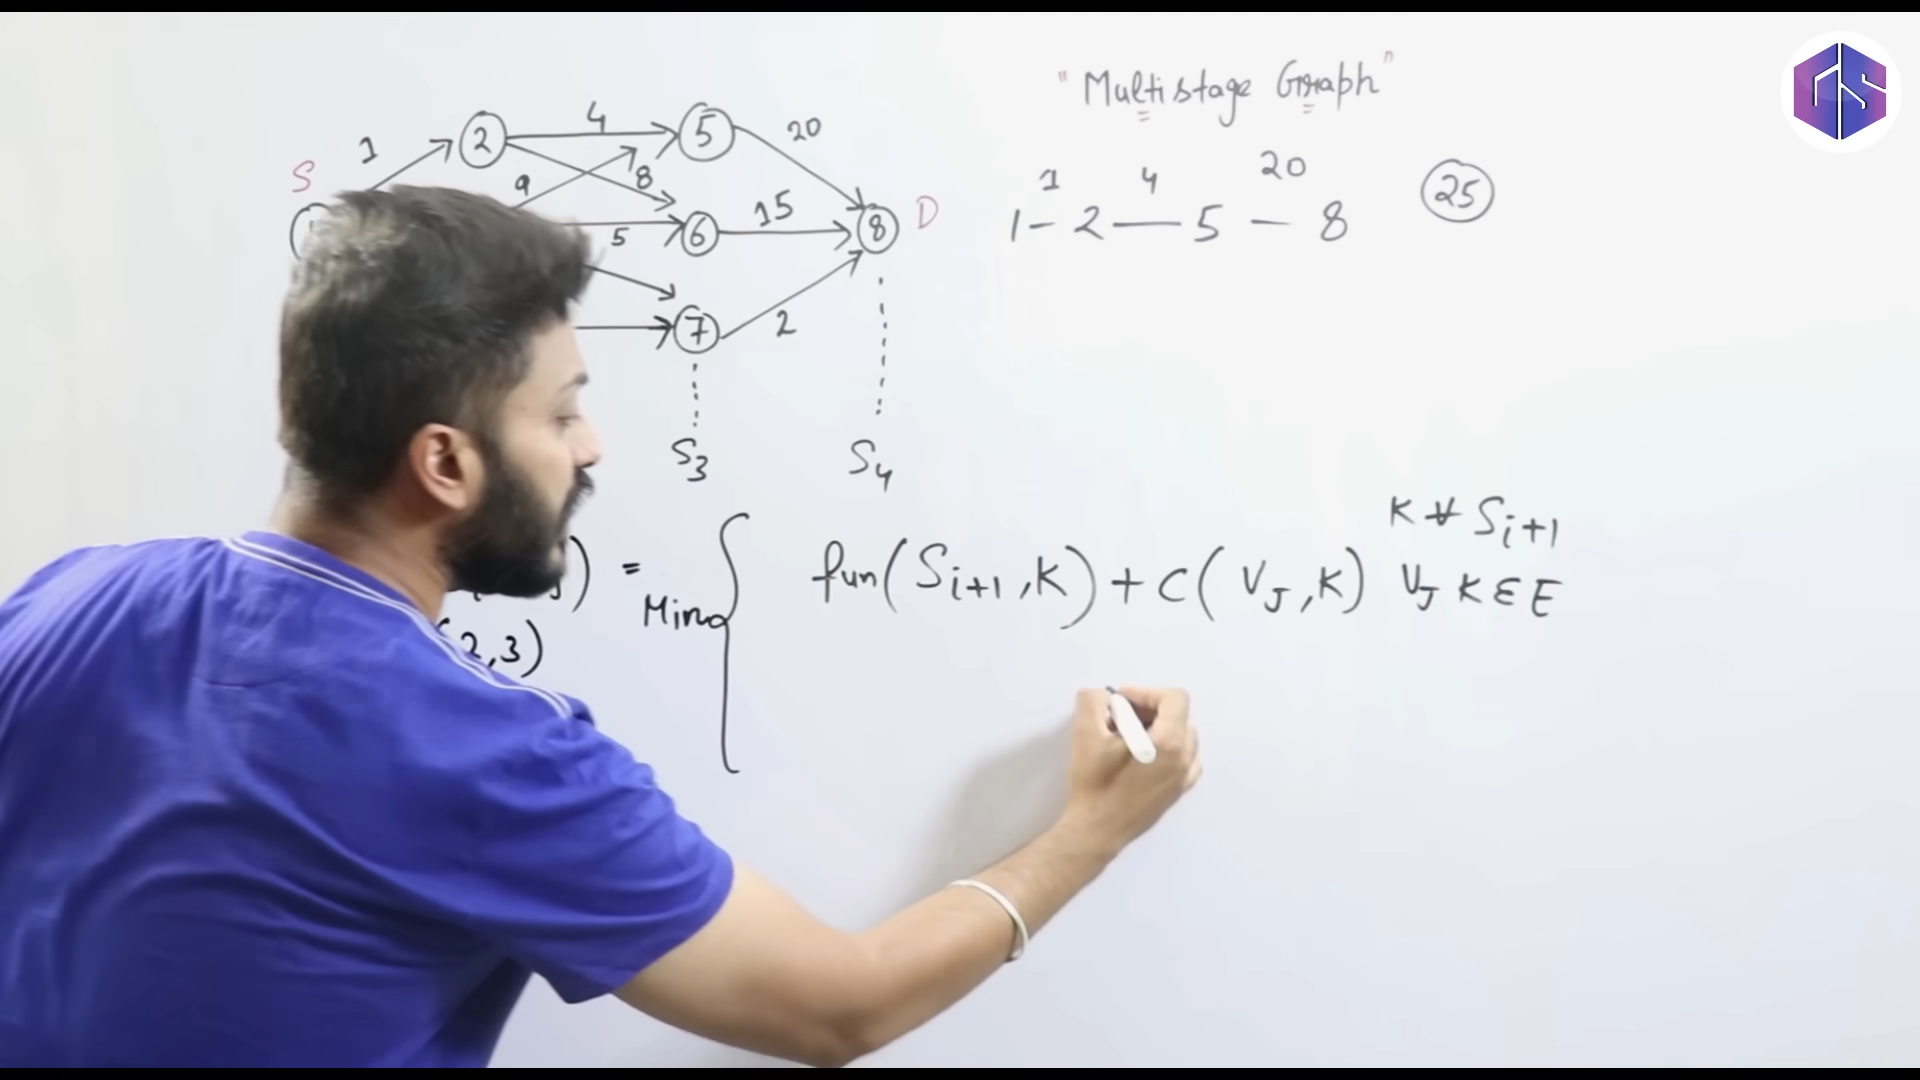 "Multistage Graph"
S
1
2
4
5
20
9
8
5
6
15
8
D
7
2
S3
S4
1 4 20
1 - 2 — 5 - 8
25
K ∀ Si+1
) = Min { fun(Si+1, K) + C(VJ, K) VJ K ε E
2,3)